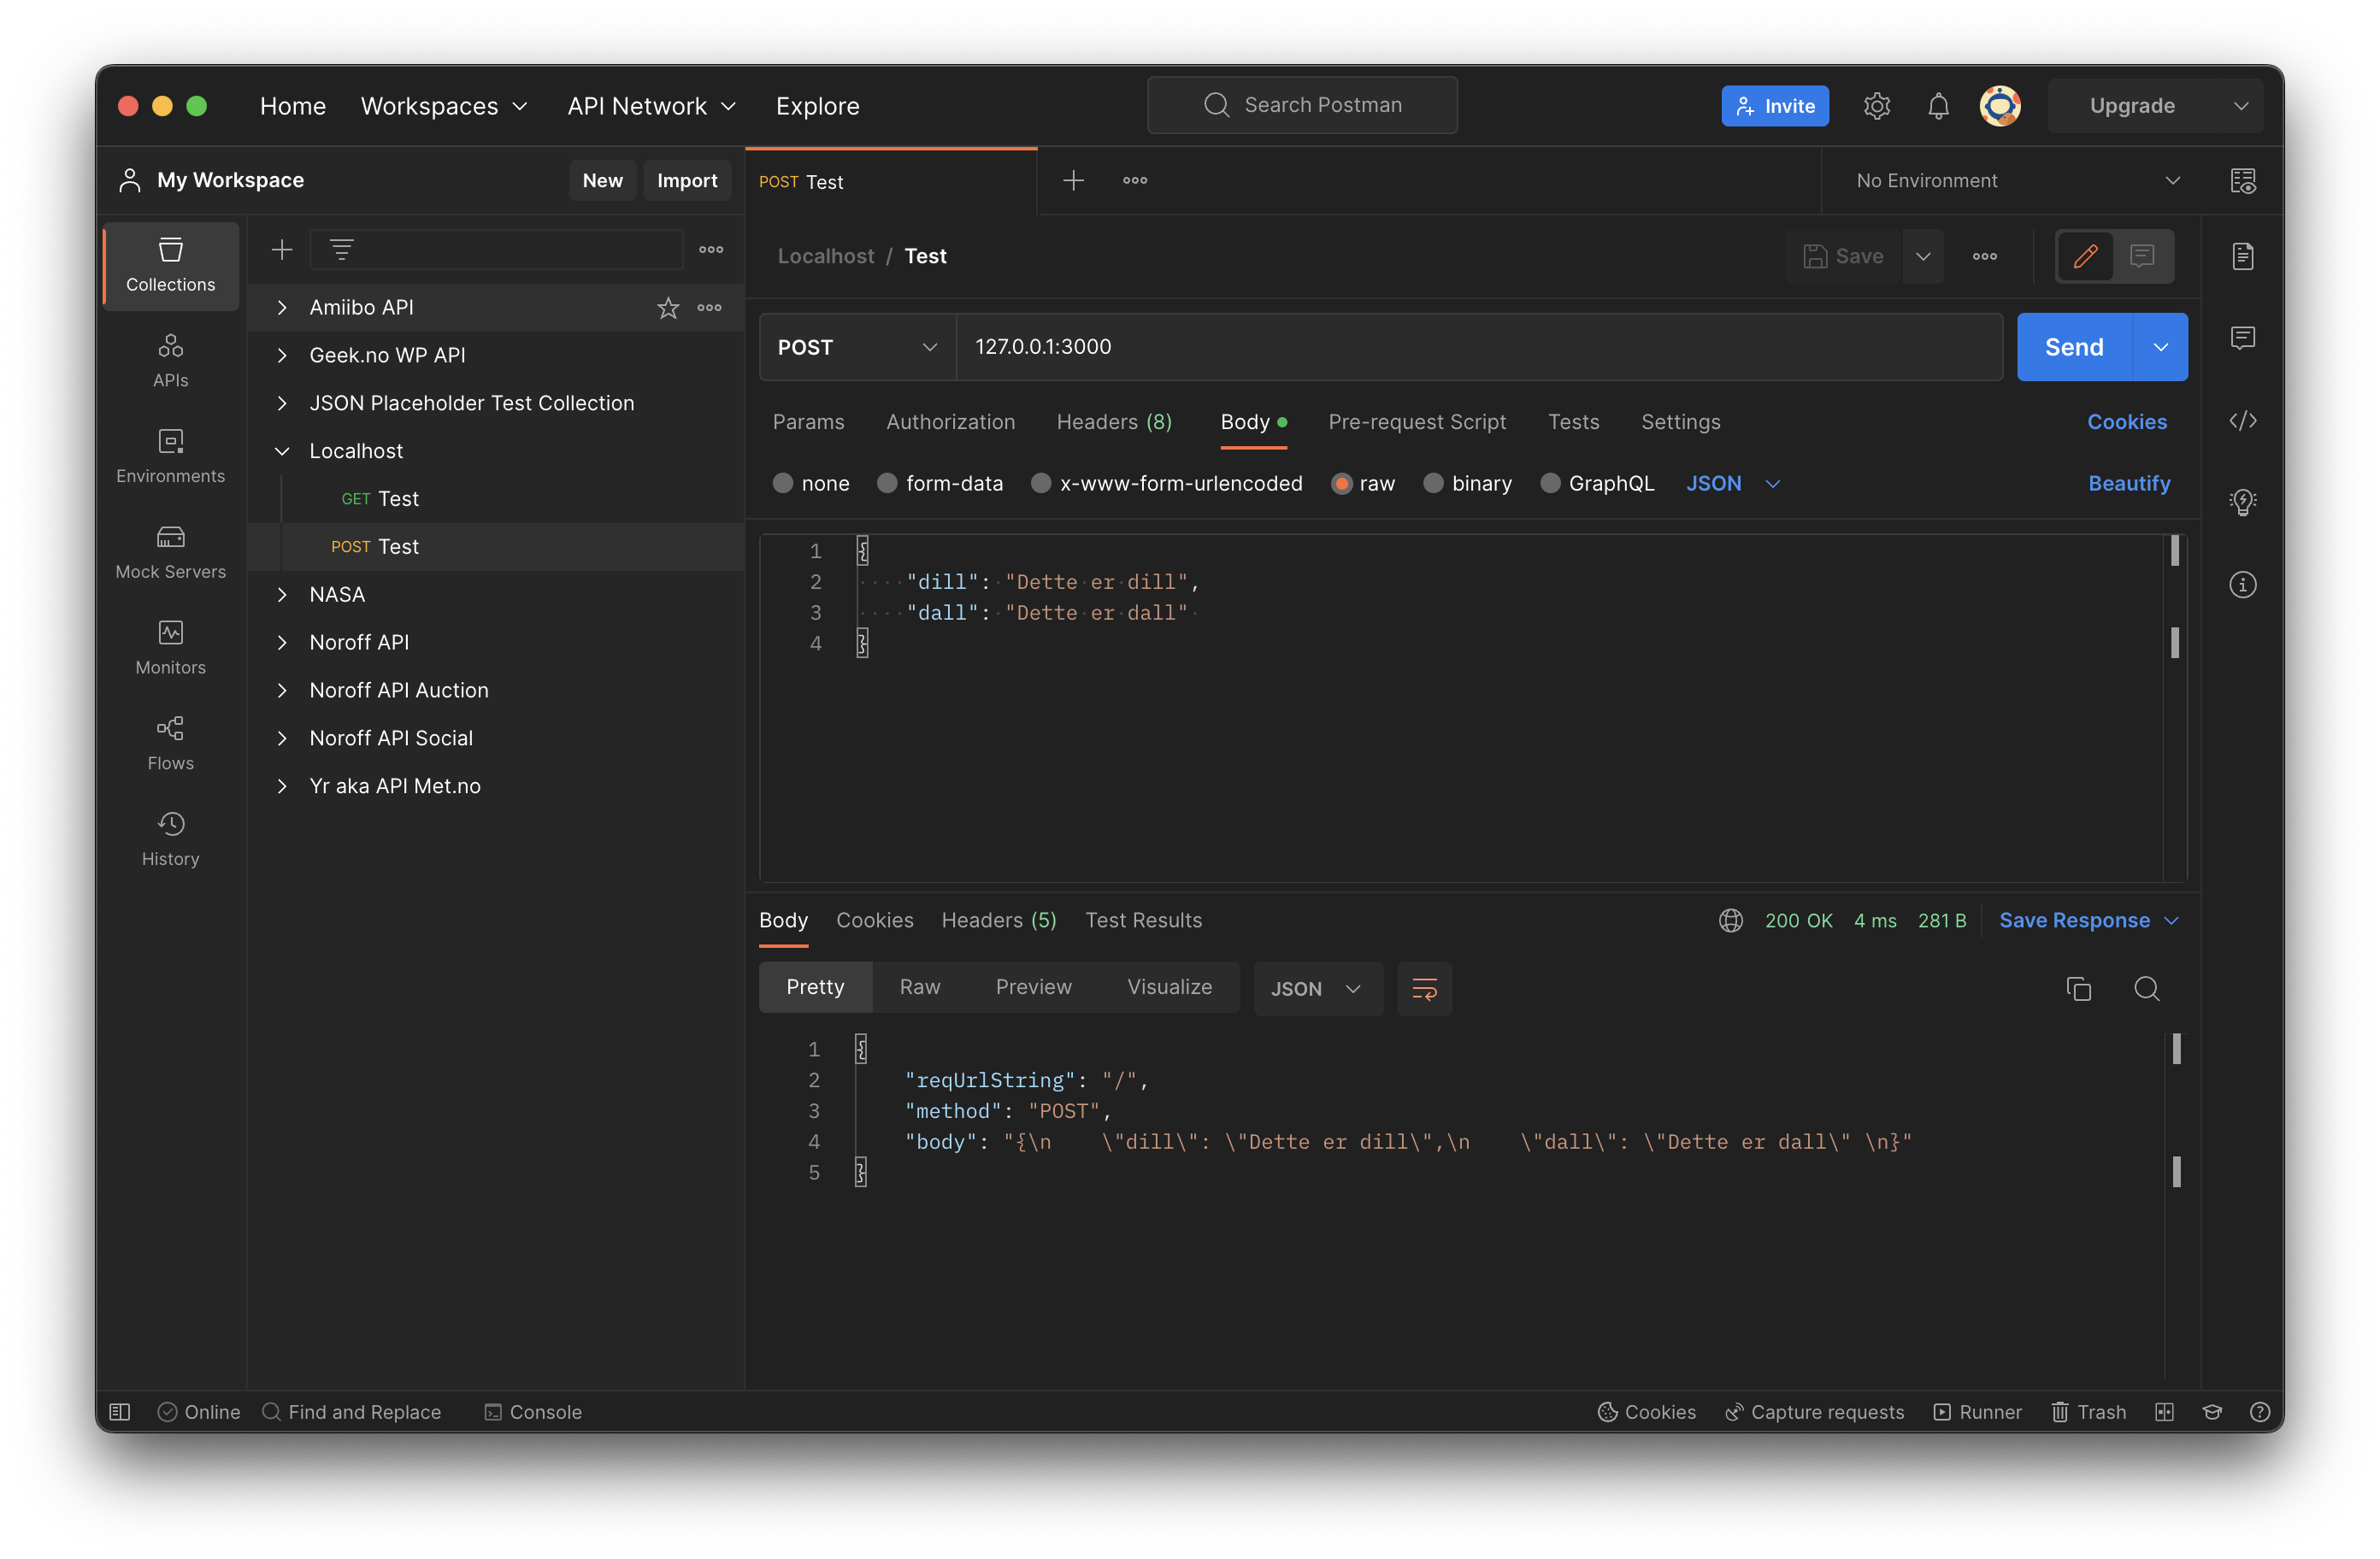 Home Workspaces API Network Explore Search Postman Invite Upgrade
My Workspace New Import
POST Test No Environment
Collections
APIs
Environments
Mock Servers
Monitors
Flows
History
Amiibo API
Geek.no WP API
JSON Placeholder Test Collection
Localhost
GET Test
POST Test
NASA
Noroff API
Noroff API Auction
Noroff API Social
Yr aka API Met.no
Localhost / Test Save
POST 127.0.0.1:3000 Send
Params Authorization Headers (8) Body Pre-request Script Tests Settings Cookies
none form-data x-www-form-urlencoded raw binary GraphQL JSON Beautify
1 {
2 ····"dill":·"Dette·er·dill",
3 ····"dall":·"Dette·er·dall"·
4 }
Body Cookies Headers (5) Test Results 200 OK 4 ms 281 B Save Response
Pretty Raw Preview Visualize JSON
1 {
2     "reqUrlString": "/",
3     "method": "POST",
4     "body": "{\n    \"dill\": \"Dette er dill\",\n    \"dall\": \"Dette er dall\" \n}"
5 }
Online Find and Replace Console Cookies Capture requests Runner Trash